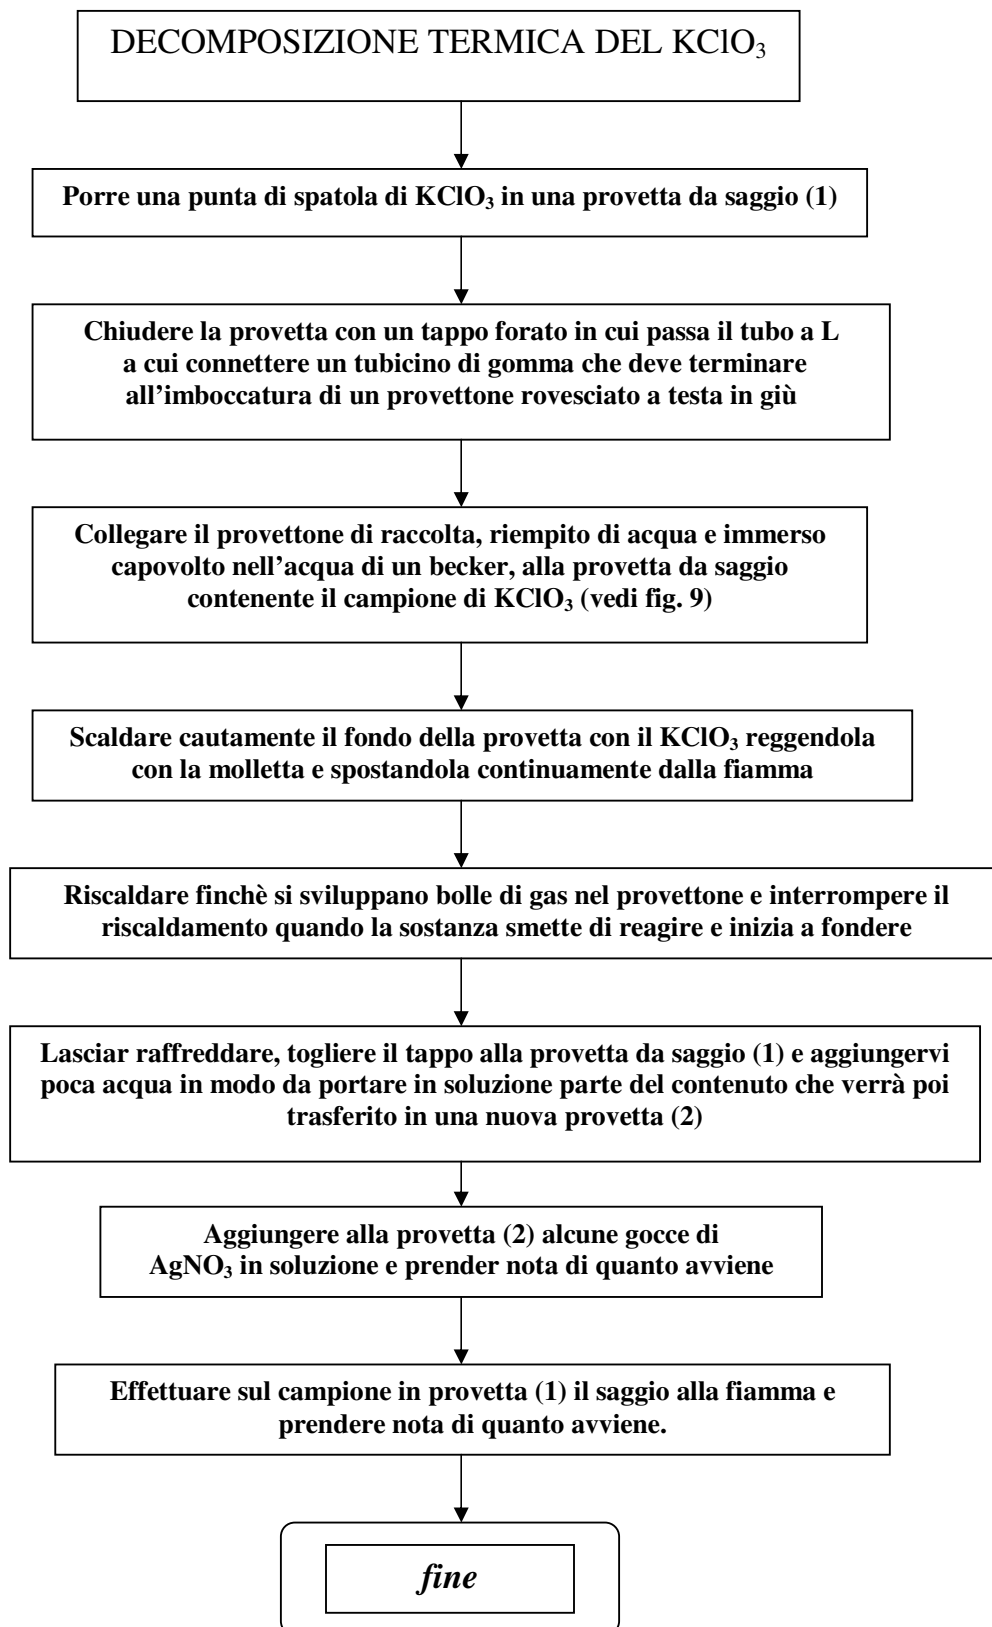 DECOMPOSIZIONE TERMICA DEL KClO₃
Porre una punta di spatola di KClO₃ in una provetta da saggio (1)
Chiudere la provetta con un tappo forato in cui passa il tubo a L
a cui connettere un tubicino di gomma che deve terminare
all’imboccatura di un provettone rovesciato a testa in giù
Collegare il provettone di raccolta, riempito di acqua e immerso
capovolto nell’acqua di un becker, alla provetta da saggio
contenente il campione di KClO₃ (vedi fig. 9)
Scaldare cautamente il fondo della provetta con il KClO₃ reggendola
con la molletta e spostandola continuamente dalla fiamma
Riscaldare finchè si sviluppano bolle di gas nel provettone e interrompere il
riscaldamento quando la sostanza smette di reagire e inizia a fondere
Lasciar raffreddare, togliere il tappo alla provetta da saggio (1) e aggiungervi
poca acqua in modo da portare in soluzione parte del contenuto che verrà poi
trasferito in una nuova provetta (2)
Aggiungere alla provetta (2) alcune gocce di
AgNO₃ in soluzione e prender nota di quanto avviene
Effettuare sul campione in provetta (1) il saggio alla fiamma e
prendere nota di quanto avviene.
fine